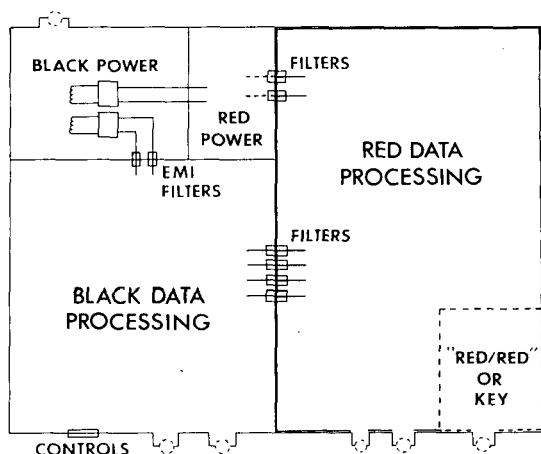 BLACK POWER
FILTERS
RED
POWER
EMI
FILTERS
RED DATA
PROCESSING
FILTERS
BLACK DATA
PROCESSING
"RED/RED"
OR
KEY
CONTROLS